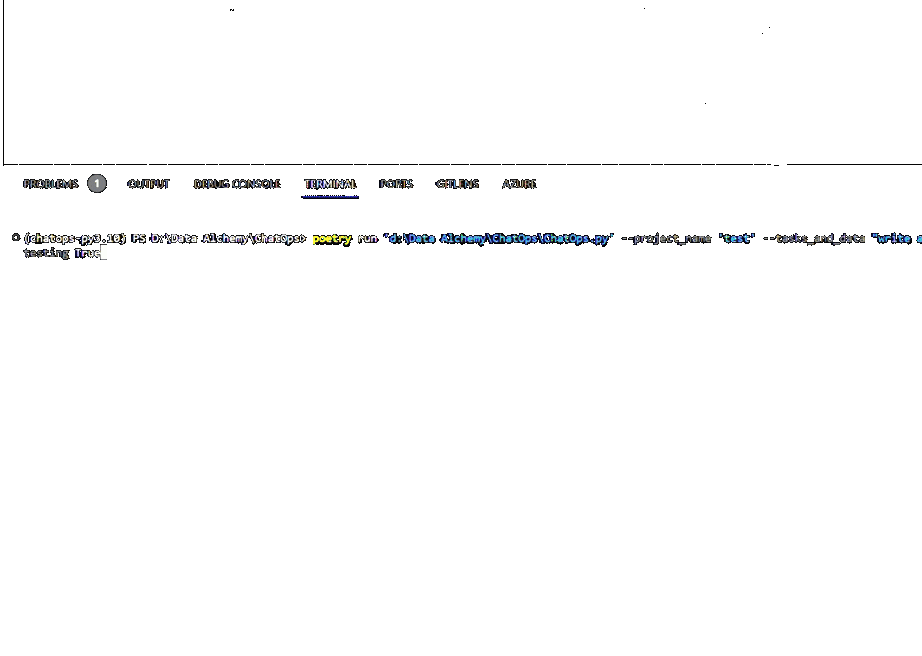 PROBLEMS 1 OUTPUT DEBUG CONSOLE TERMINAL PORTS GITLENS AZURE
(chatops-py3.10) PS D:\Data Alchemy\ChatOps> poetry run "d:\Data Alchemy\ChatOps\ChatOps.py" --project_name "test" --tasks_and_data "write a
testing True